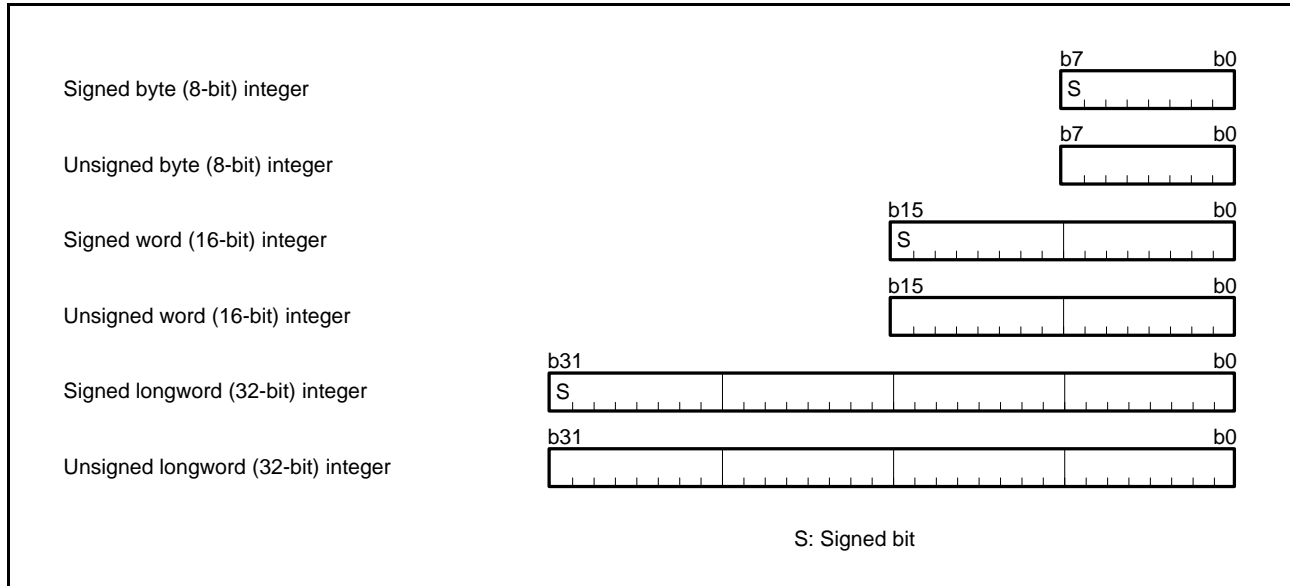 b7 b0
Signed byte (8-bit) integer S
b7 b0
Unsigned byte (8-bit) integer
b15 b0
Signed word (16-bit) integer S
b15 b0
Unsigned word (16-bit) integer
b31 b0
Signed longword (32-bit) integer S
b31 b0
Unsigned longword (32-bit) integer
S: Signed bit